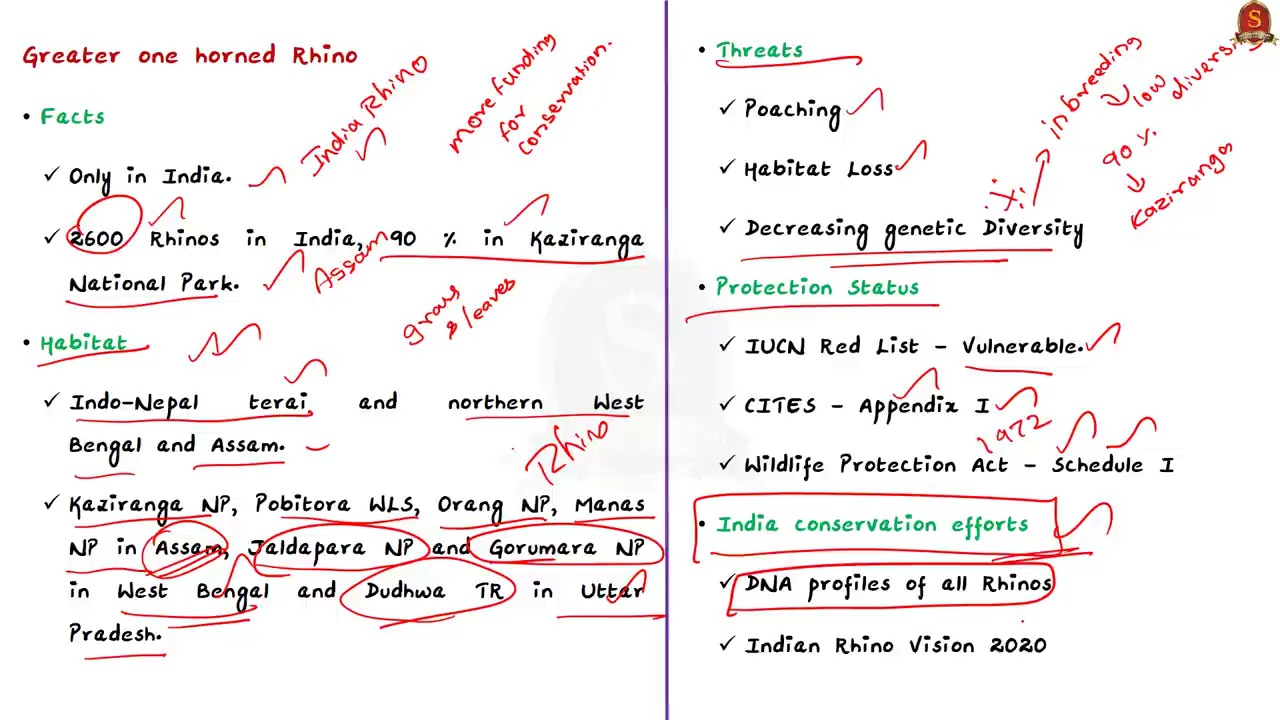 Greater one horned Rhino
• Facts
✓ Only in India.
India Rhino
more funding
for
conservation.
✓ 2600 Rhinos in India, 90 % in Kaziranga
National Park.
Assam
grass
& leaves
• Habitat
✓ Indo-Nepal terai and northern West
Bengal and Assam.
Rhino
✓ Kaziranga NP, Pobitora WLS, Orang NP, Manas
NP in Assam, Jaldapara NP and Gorumara NP
in West Bengal and Dudhwa TR in Uttar
Pradesh.
• Threats
✓ Poaching
✓ Habitat Loss
✓ Decreasing genetic Diversity
inbreeding
low
90 %
Kaziranga
• Protection Status
✓ IUCN Red List – Vulnerable.
✓ CITES – Appendix I
1972
✓ Wildlife Protection Act – Schedule I
• India conservation efforts
✓ DNA profiles of all Rhinos
✓ Indian Rhino Vision 2020
S